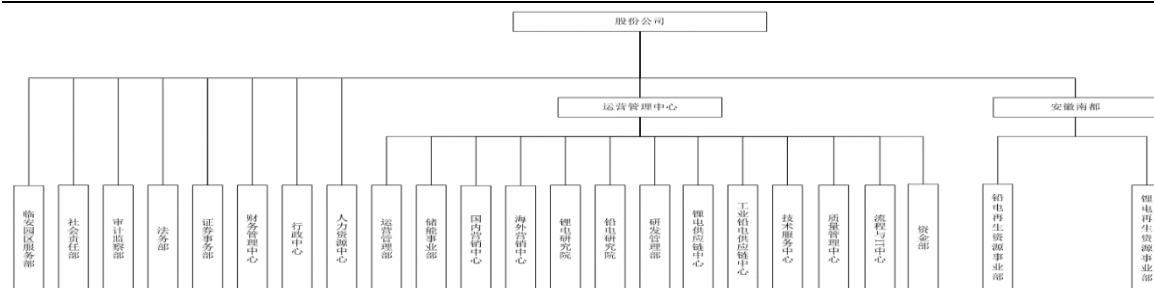 股份公司
运营管理中心
安徽南都
临安园区服务部
社会责任部
审计监察部
法务部
证券事务部
财务管理中心
行政中心
人力资源中心
运营管理部
储能事业部
国内营销中心
海外营销中心
锂电研究院
铅电研究院
研发管理部
锂电供应链中心
工业铅电供应链中心
技术服务中心
质量管理中心
流程与IT中心
资金部
铅电再生资源事业部
锂电再生资源事业部